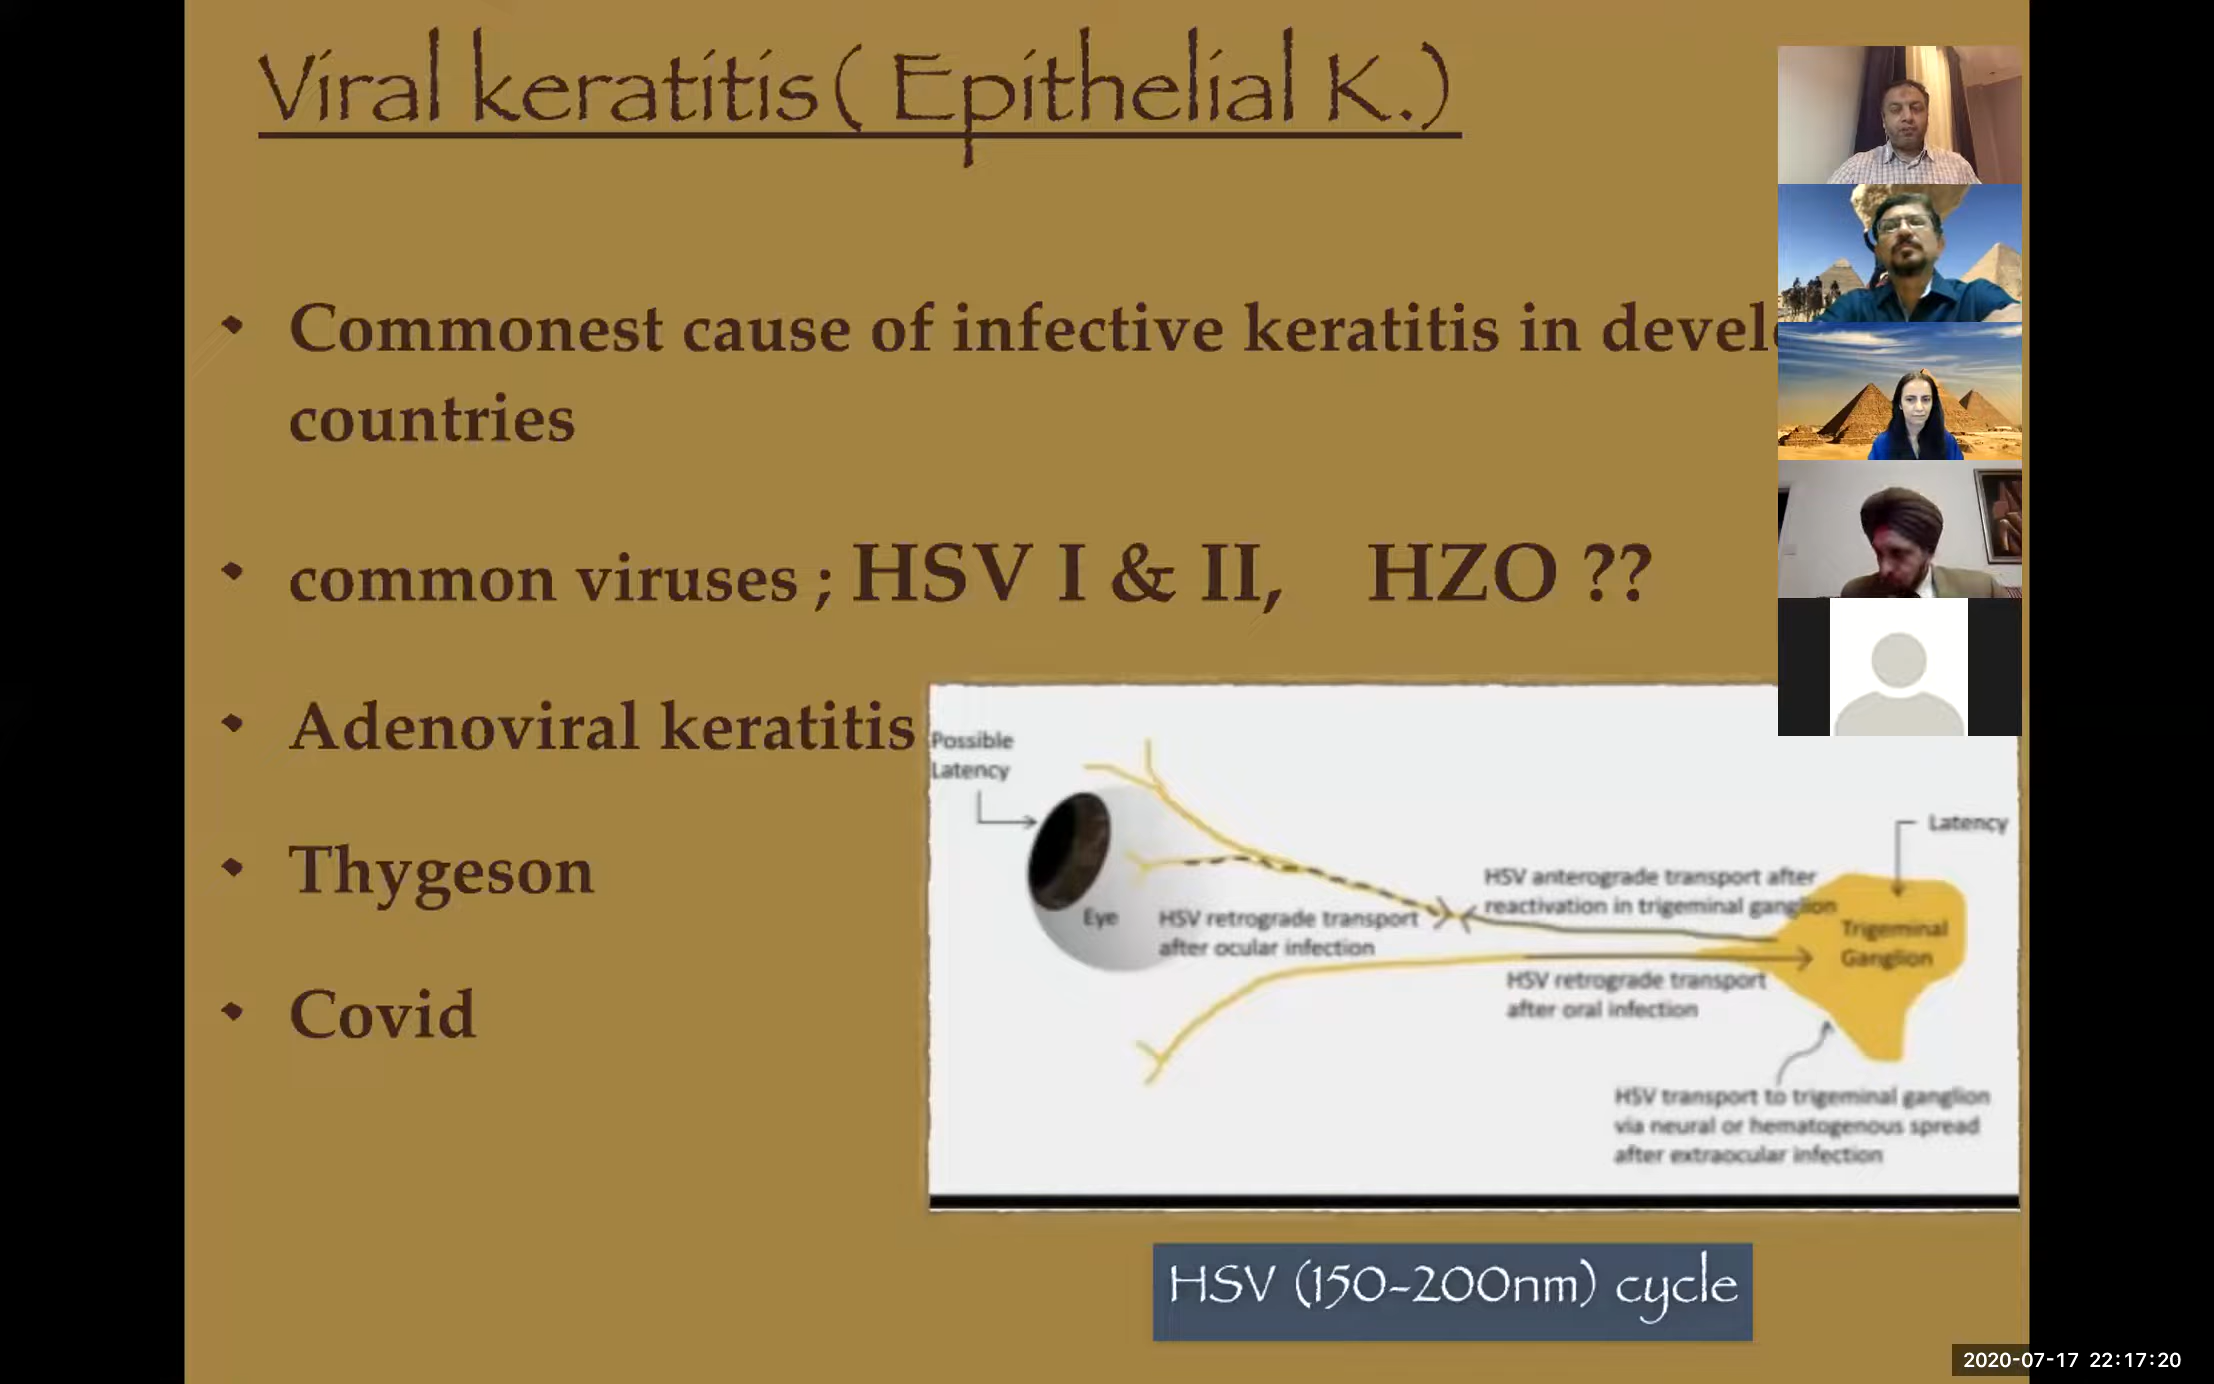 Viral keratitis( Epithelial K.)
• Commonest cause of infective keratitis in
countries
• common viruses ; HSV I & II, HZO ??
• Adenoviral keratitis
• Thygeson
• Covid
Possible
Latency
Latency
Eye
HSV retrograde transport
after ocular infection
HSV anterograde transport after
reactivation in trigeminal ganglion
Trigeminal
Ganglion
HSV retrograde transport
after oral infection
HSV transport to trigeminal ganglion
via neural or hematogenous spread
after extraocular infection
HSV (150-200nm) cycle
2020-07-17 22:17:20